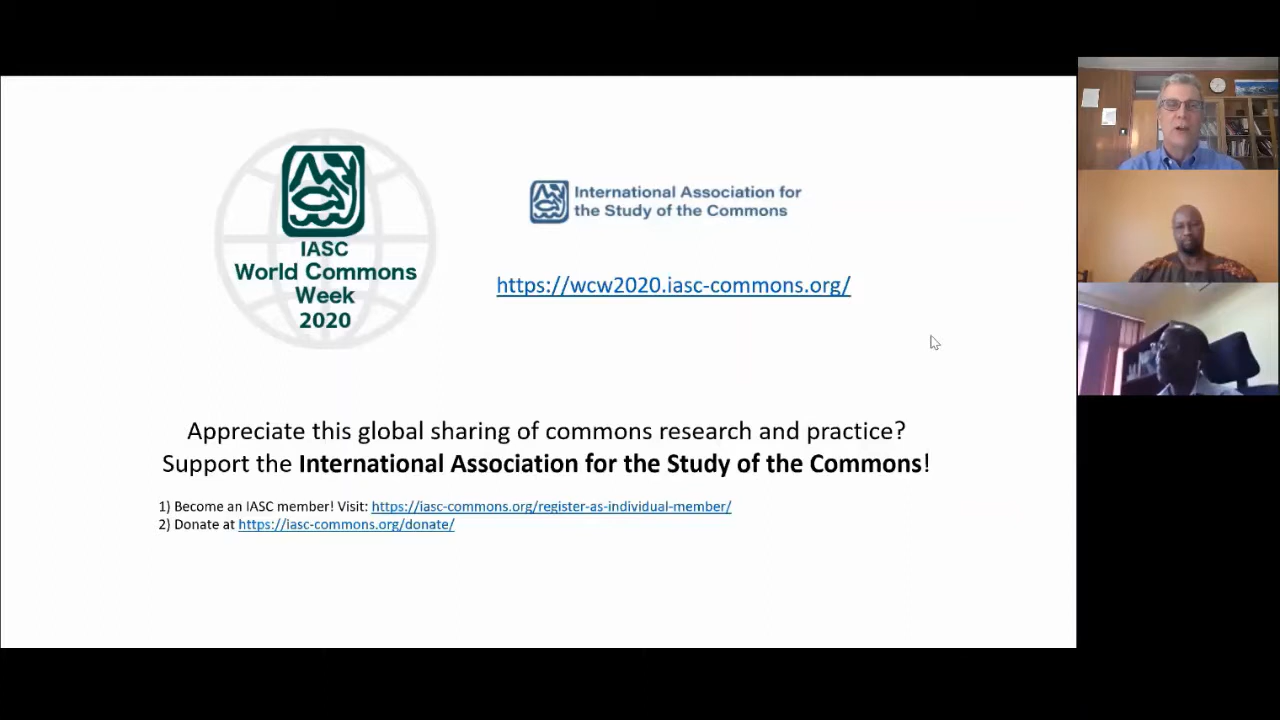 IASC
World Commons
Week
2020
International Association for
the Study of the Commons
https://wcw2020.iasc-commons.org/
Appreciate this global sharing of commons research and practice?
Support the International Association for the Study of the Commons!
1) Become an IASC member! Visit: https://iasc-commons.org/register-as-individual-member/
2) Donate at https://iasc-commons.org/donate/